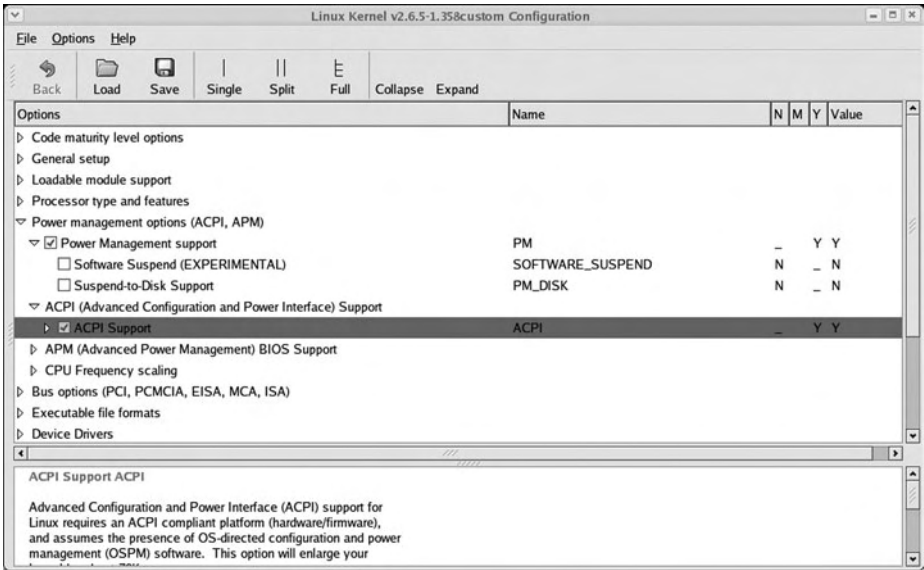 Linux Kernel v2.6.5-1.358custom Configuration
File Options Help
Back Load Save Single Split Full Collapse Expand
Options Name N M Y Value
Code maturity level options
General setup
Loadable module support
Processor type and features
Power management options (ACPI, APM)
Power Management support PM _ Y Y
Software Suspend (EXPERIMENTAL) SOFTWARE_SUSPEND N _ N
Suspend-to-Disk Support PM_DISK N _ N
ACPI (Advanced Configuration and Power Interface) Support
ACPI Support ACPI _ Y Y
APM (Advanced Power Management) BIOS Support
CPU Frequency scaling
Bus options (PCI, PCMCIA, EISA, MCA, ISA)
Executable file formats
Device Drivers
ACPI Support ACPI
Advanced Configuration and Power Interface (ACPI) support for
Linux requires an ACPI compliant platform (hardware/firmware),
and assumes the presence of OS-directed configuration and power
management (OSPM) software. This option will enlarge your